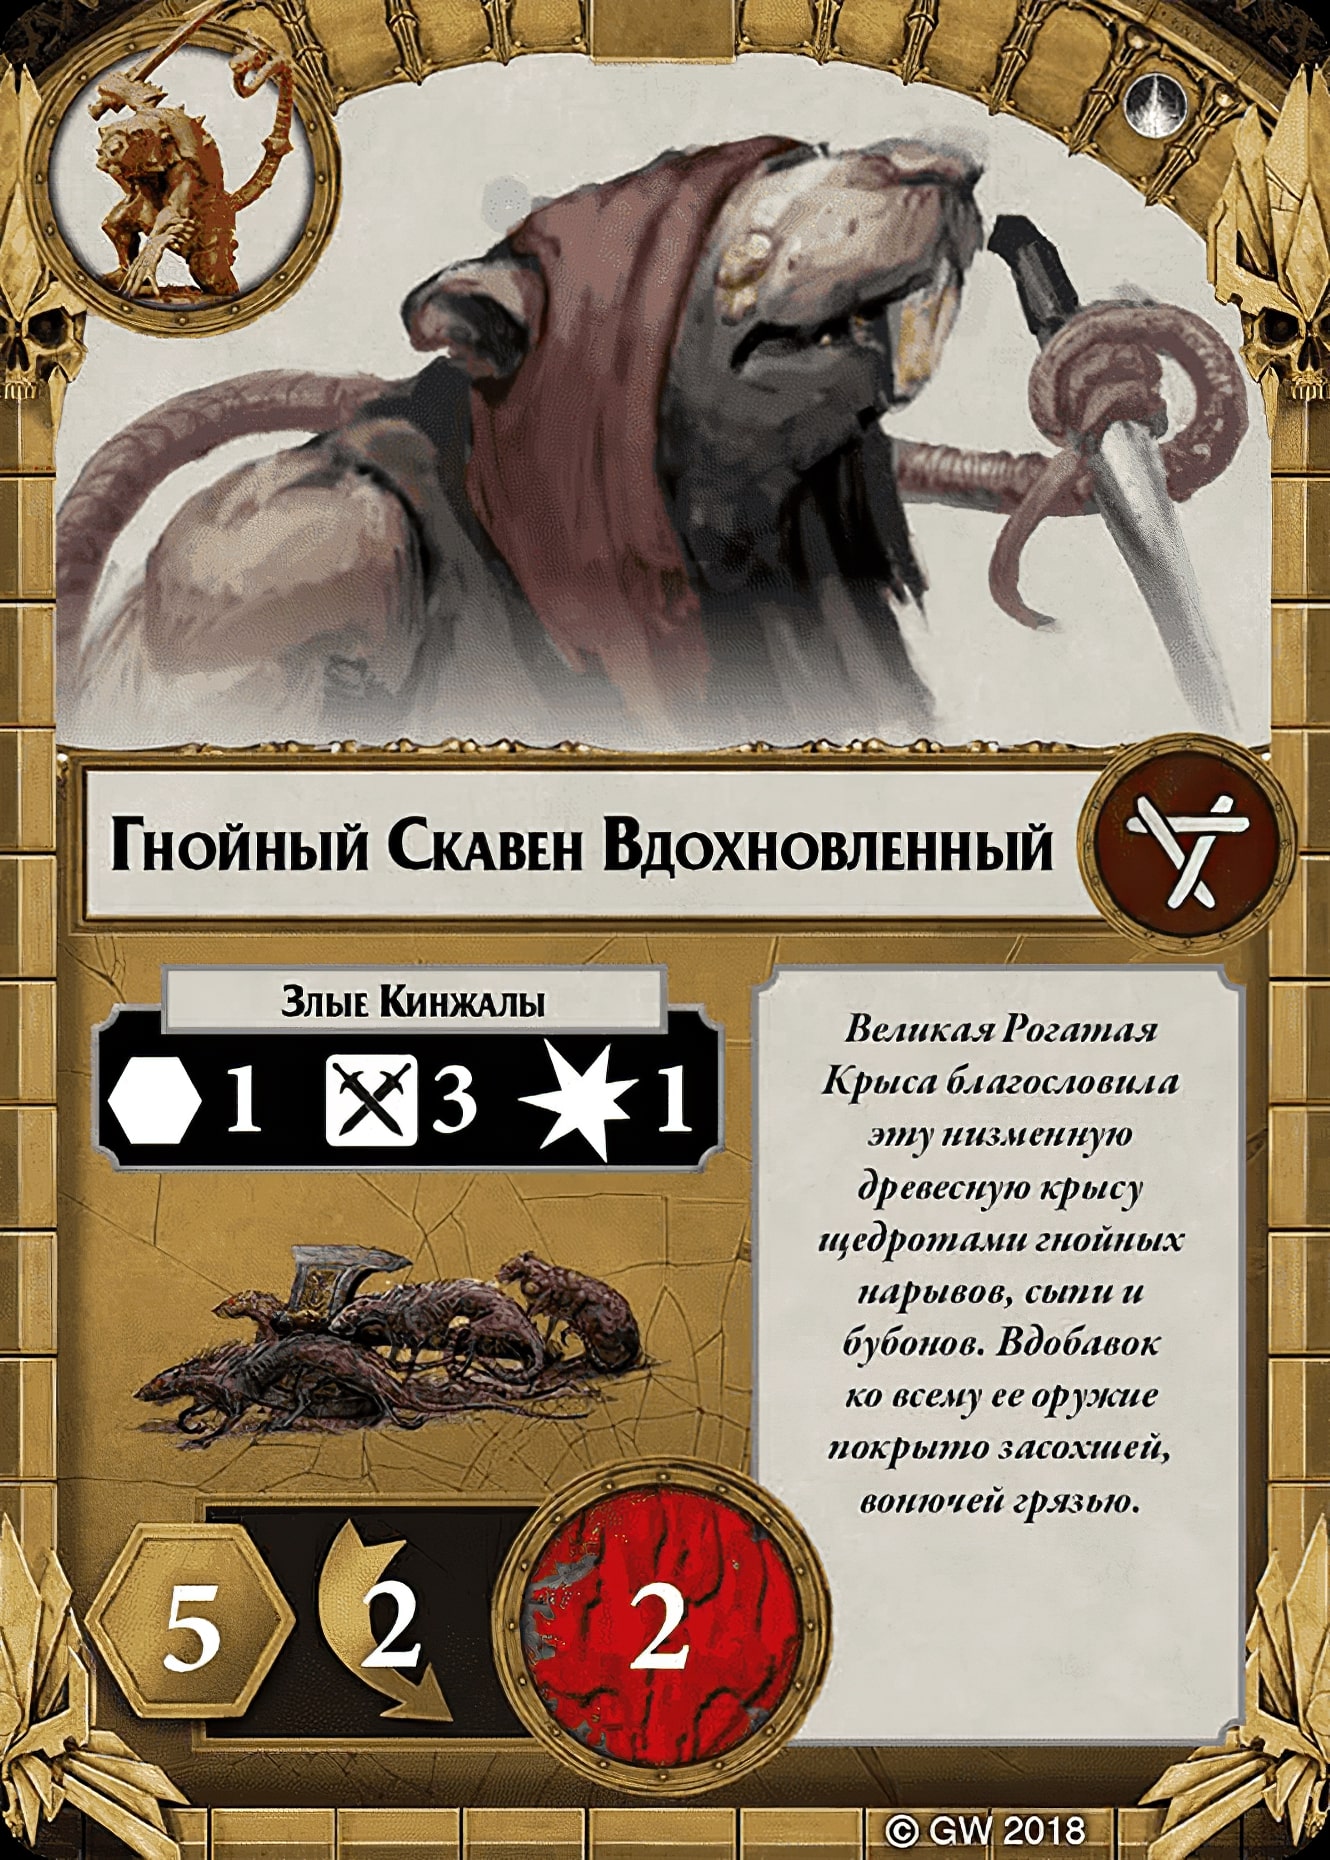 Гнойный Скавен Вдохновленный
Злые Кинжалы
1 3 1
Великая Рогатая
Крыса благословила
эту низменную
древесную крысу
щедротами гнойных
нарывов, сыпи и
бубонов. Вдобавок
ко всему ее оружие
покрыто засохшей,
вонючей грязью.
5 2 2
© GW 2018